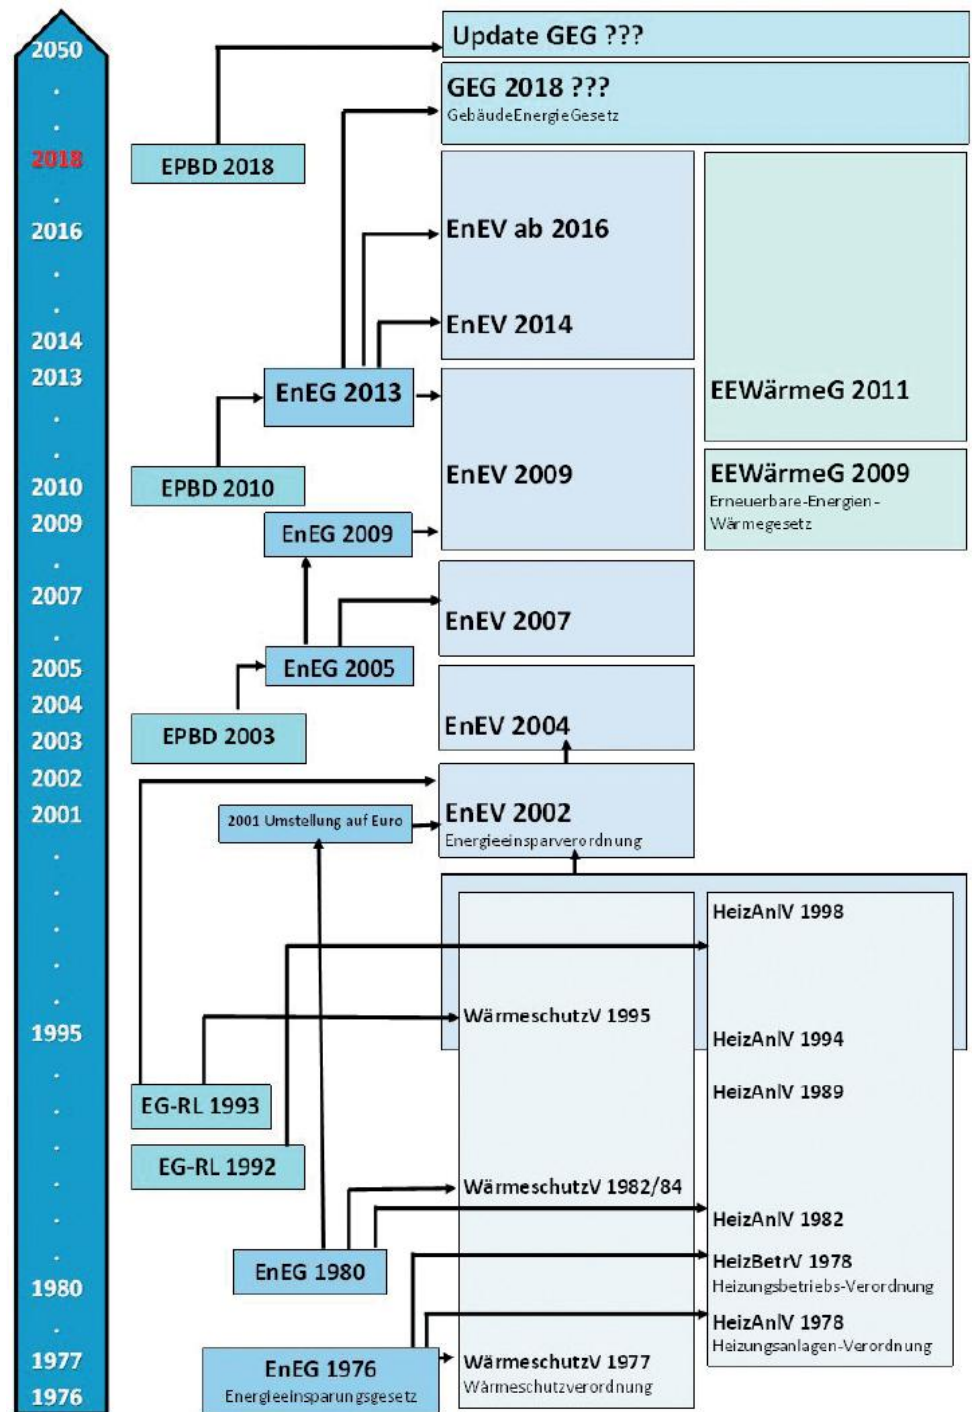 2050
.
.
2018
.
2016
.
.
2014
2013
.
.
2010
2009
.
2007
.
2005
2004
2003
2002
2001
.
.
.
.
.
1995
.
.
.
.
.
.
1980
.
1977
1976
Update GEG ???
GEG 2018 ???
GebäudeEnergieGesetz
EPBD 2018
EnEV ab 2016
EnEV 2014
EnEG 2013
EEWärmeG 2011
EPBD 2010
EnEV 2009
EEWärmeG 2009
Erneuerbare-Energien-
Wärmegesetz
EnEG 2009
EnEV 2007
EnEG 2005
EPBD 2003
EnEV 2004
EnEV 2002
Energieeinsparverordnung
2001 Umstellung auf Euro
HeizAnlV 1998
WärmeschutzV 1995
HeizAnlV 1994
HeizAnlV 1989
EG-RL 1993
EG-RL 1992
WärmeschutzV 1982/84
HeizAnlV 1982
EnEG 1980
HeizBetrV 1978
Heizungsbetriebs-Verordnung
HeizAnlV 1978
Heizungsanlagen-Verordnung
EnEG 1976
Energieeinsparungsgesetz
WärmeschutzV 1977
Wärmeschutzverordnung